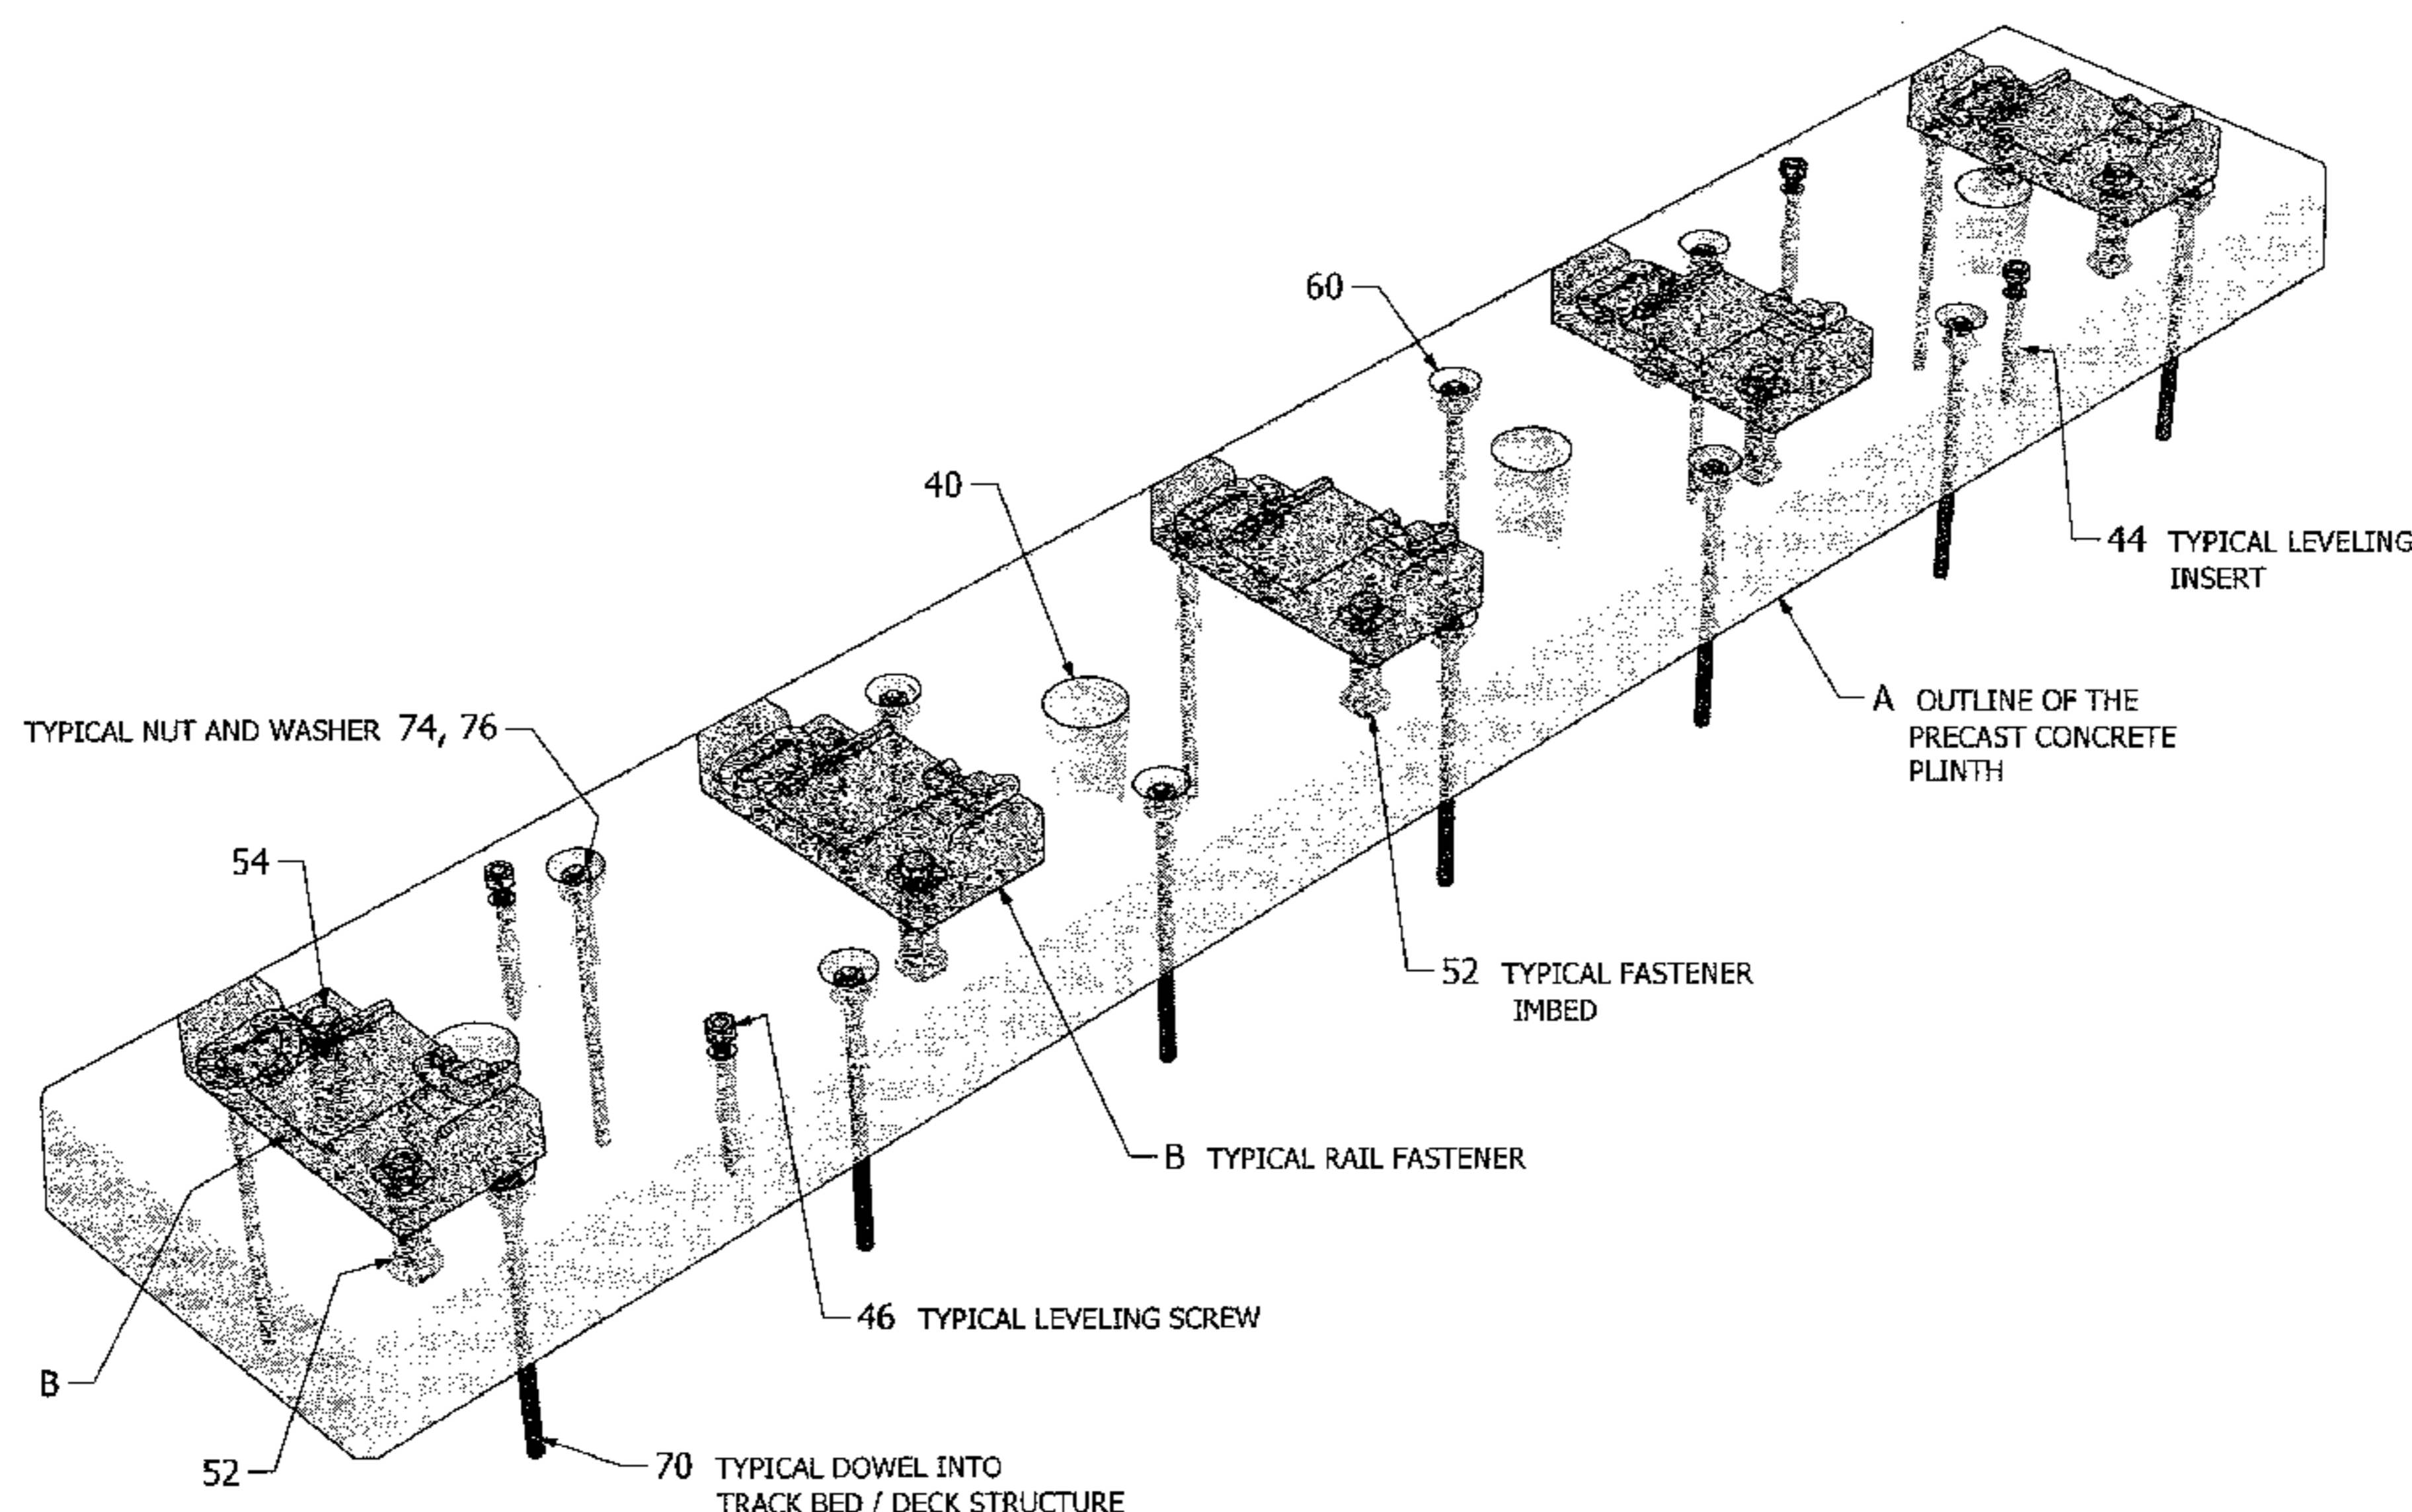 60
40
44 TYPICAL LEVELING
INSERT
A OUTLINE OF THE
PRECAST CONCRETE
PLINTH
TYPICAL NUT AND WASHER 74, 76
54
52 TYPICAL FASTENER
IMBED
B TYPICAL RAIL FASTENER
46 TYPICAL LEVELING SCREW
B
52
70 TYPICAL DOWEL INTO
TRACK BED / DECK STRUCTURE